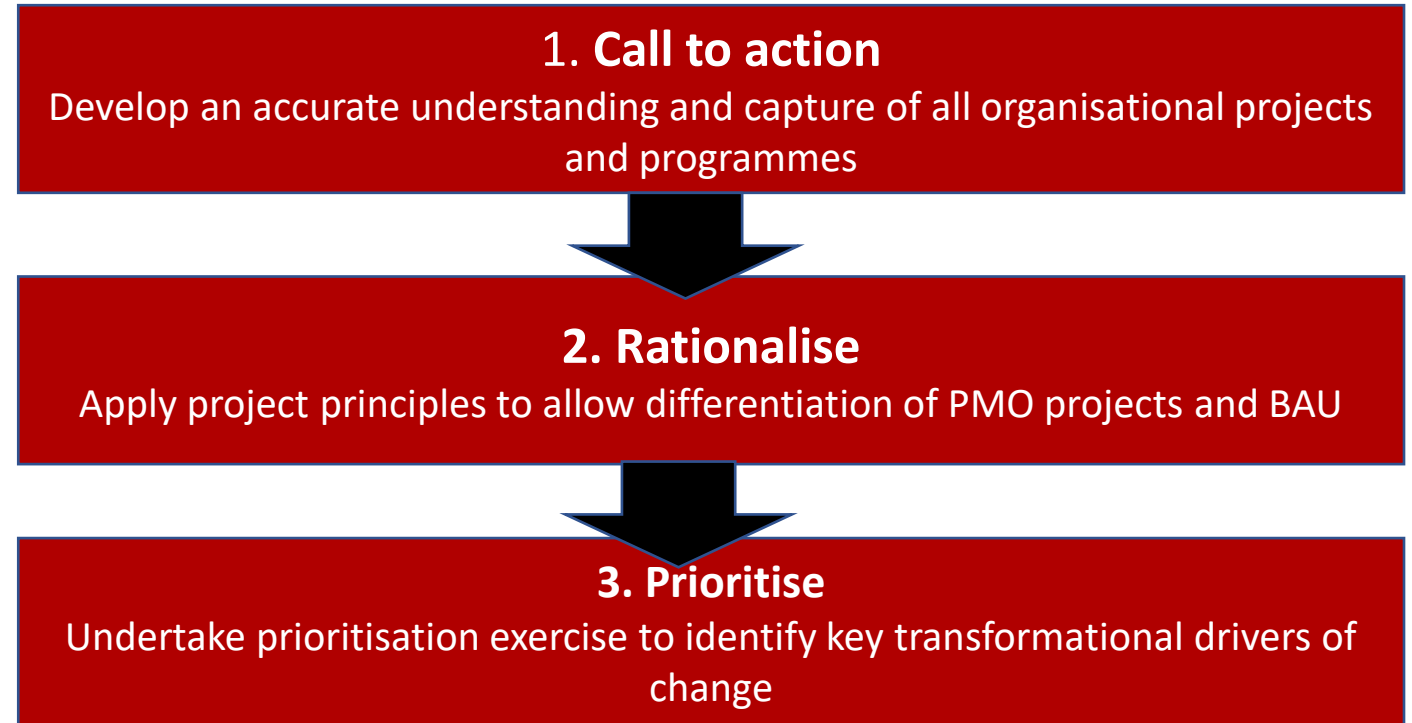 1. Call to action
Develop an accurate understanding and capture of all organisational projects
and programmes
2. Rationalise
Apply project principles to allow differentiation of PMO projects and BAU
3. Prioritise
Undertake prioritisation exercise to identify key transformational drivers of
change